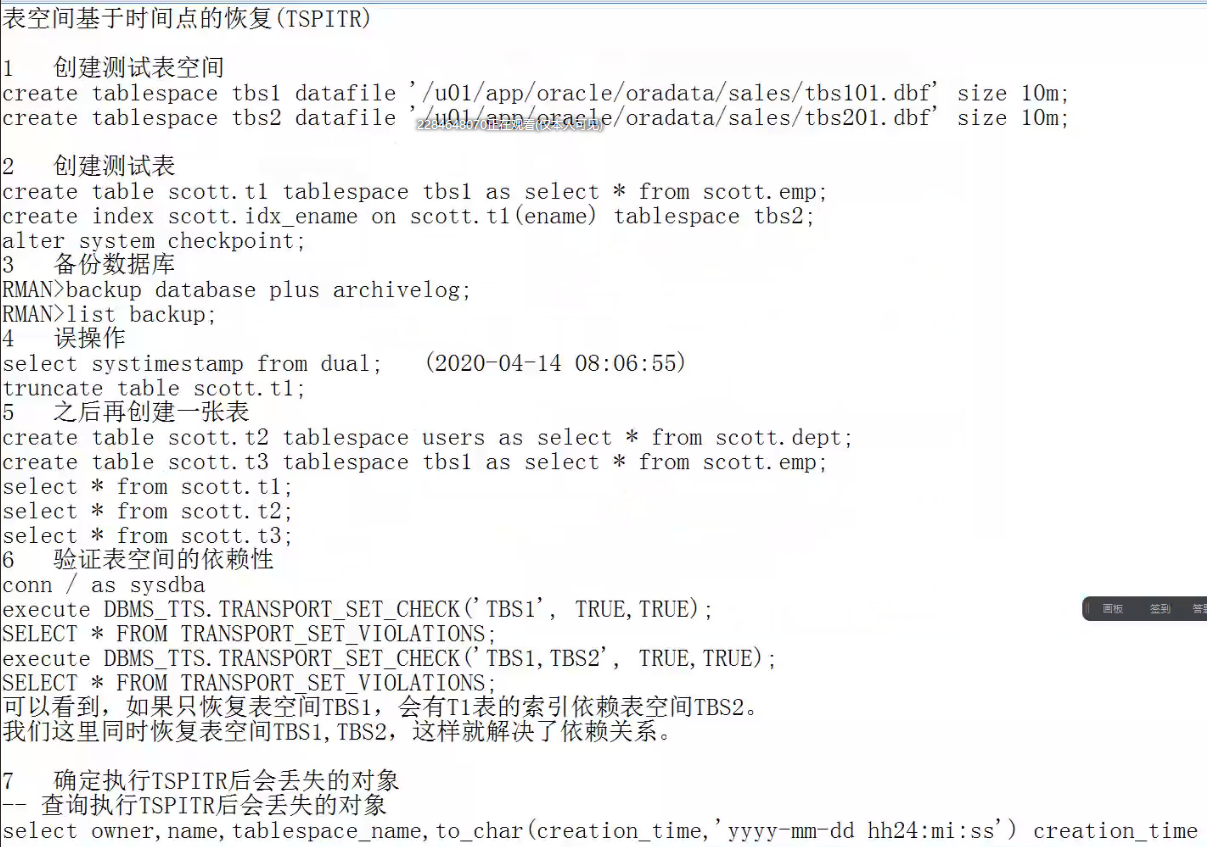 表空间基于时间点的恢复(TSPITR)
1 创建测试表空间
create tablespace tbs1 datafile '/u01/app/oracle/oradata/sales/tbs101.dbf' size 10m;
create tablespace tbs2 datafile '/u01/app/oracle/oradata/sales/tbs201.dbf' size 10m;
2 创建测试表
create table scott.t1 tablespace tbs1 as select * from scott.emp;
create index scott.idx_ename on scott.t1(ename) tablespace tbs2;
alter system checkpoint;
3 备份数据库
RMAN>backup database plus archivelog;
RMAN>list backup;
4 误操作
select systimestamp from dual; (2020-04-14 08:06:55)
truncate table scott.t1;
5 之后再创建一张表
create table scott.t2 tablespace users as select * from scott.dept;
create table scott.t3 tablespace tbs1 as select * from scott.emp;
select * from scott.t1;
select * from scott.t2;
select * from scott.t3;
6 验证表空间的依赖性
conn / as sysdba
execute DBMS_TTS.TRANSPORT_SET_CHECK('TBS1', TRUE,TRUE);
画板 签到
SELECT * FROM TRANSPORT_SET_VIOLATIONS;
execute DBMS_TTS.TRANSPORT_SET_CHECK('TBS1,TBS2', TRUE,TRUE);
SELECT * FROM TRANSPORT_SET_VIOLATIONS;
可以看到，如果只恢复表空间TBS1，会有T1表的索引依赖表空间TBS2。
我们这里同时恢复表空间TBS1,TBS2，这样就解决了依赖关系。
7 确定执行TSPITR后会丢失的对象
-- 查询执行TSPITR后会丢失的对象
select owner,name,tablespace_name,to_char(creation_time,'yyyy-mm-dd hh24:mi:ss') creation_time